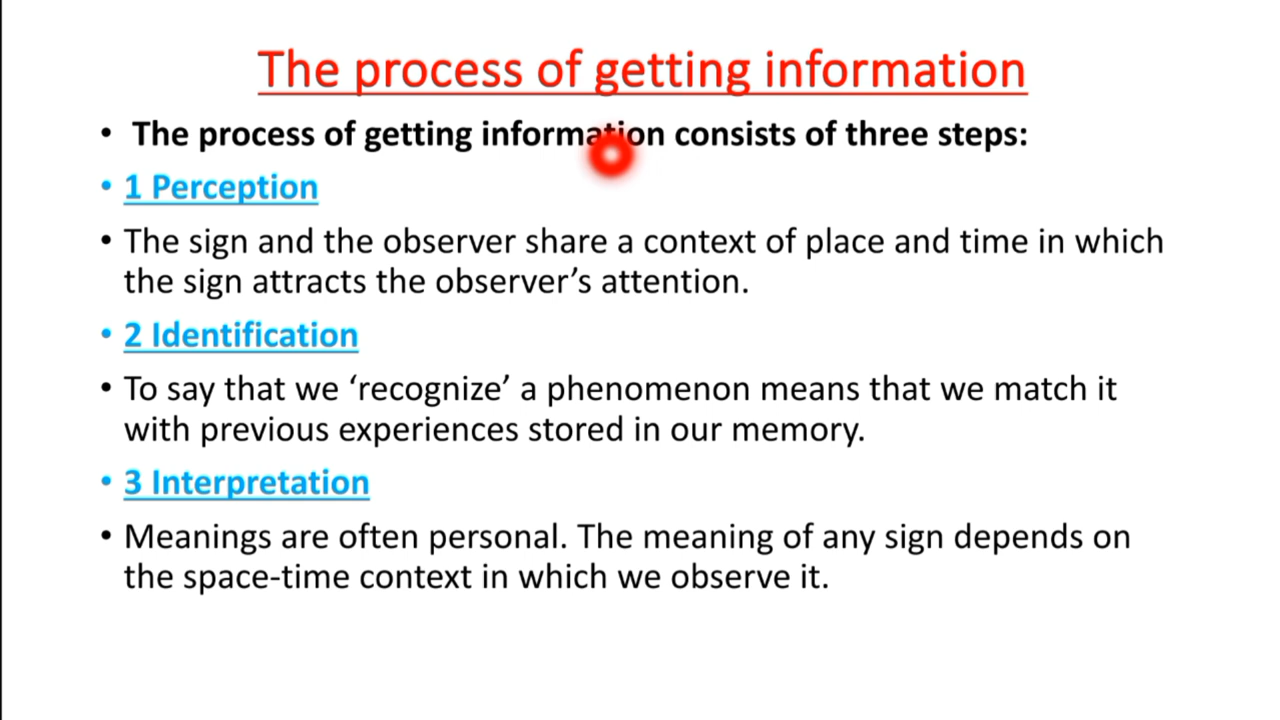 The process of getting information
• The process of getting information consists of three steps:
• 1 Perception
• The sign and the observer share a context of place and time in which
the sign attracts the observer’s attention.
• 2 Identification
• To say that we ‘recognize’ a phenomenon means that we match it
with previous experiences stored in our memory.
• 3 Interpretation
• Meanings are often personal. The meaning of any sign depends on
the space-time context in which we observe it.